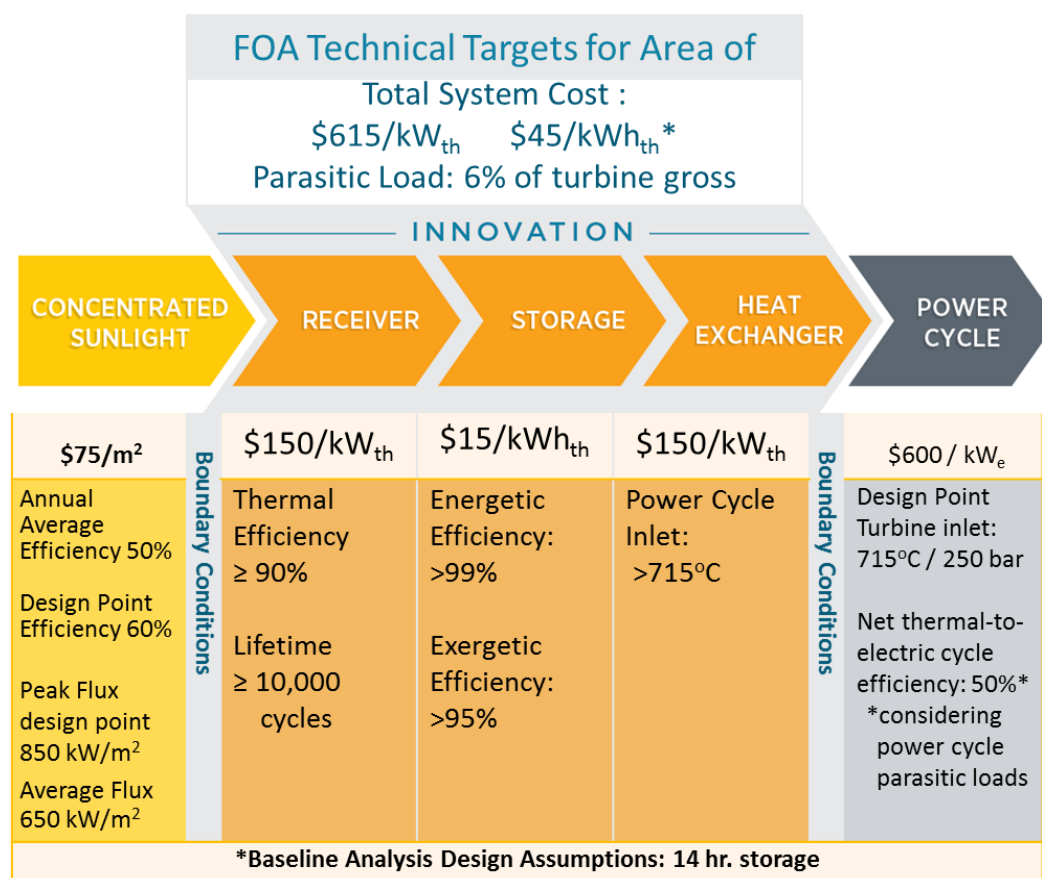 FOA Technical Targets for Area of
Total System Cost :
$615/kWth $45/kWhth*
Parasitic Load: 6% of turbine gross
INNOVATION
CONCENTRATED
SUNLIGHT
RECEIVER
STORAGE
HEAT
EXCHANGER
POWER
CYCLE
$75/m²
Annual
Average
Efficiency 50%
Design Point
Efficiency 60%
Peak Flux
design point
850 kW/m²
Average Flux
650 kW/m²
Boundary Conditions
$150/kWth
Thermal
Efficiency
≥ 90%
Lifetime
≥ 10,000
cycles
$15/kWhth
Energetic
Efficiency:
>99%
Exergetic
Efficiency:
>95%
$150/kWth
Power Cycle
Inlet:
>715°C
Boundary Conditions
$600 / kWe
Design Point
Turbine inlet:
715°C / 250 bar
Net thermal-to-
electric cycle
efficiency: 50%*
*considering
power cycle
parasitic loads
*Baseline Analysis Design Assumptions: 14 hr. storage